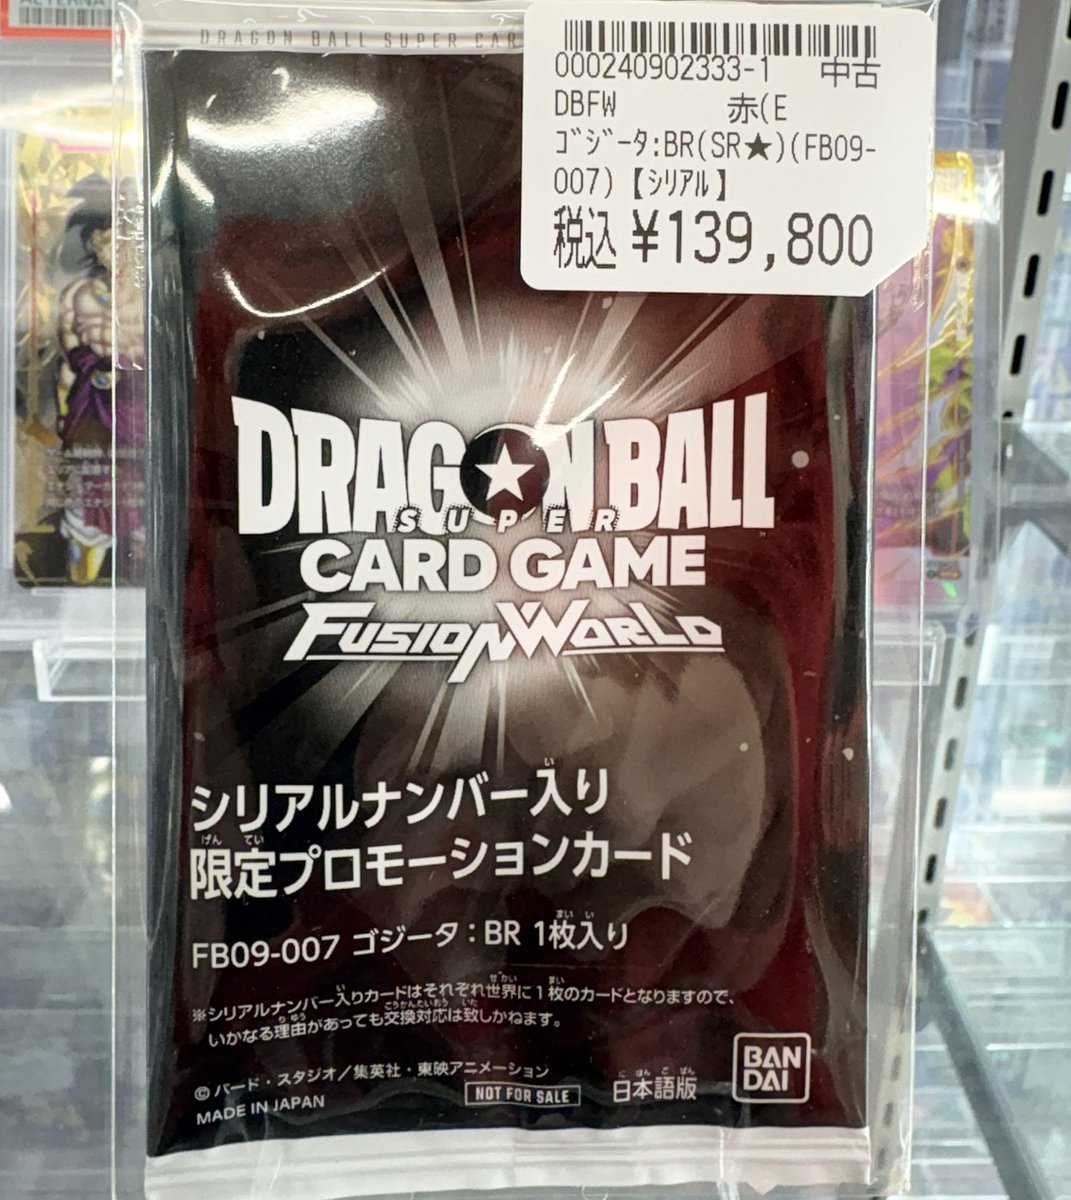 ALTERNA
DRAGON BALL SUPER CAR
000240902333-1 中古
DBFW 赤(E
ｺﾞｼﾞｰﾀ:BR(SR★)(FB09-
007)【ｼﾘｱﾙ】
税込 ¥139,800
DRAGON BALL
SUPER
CARD GAME
FUSION WORLD
シリアルナンバー入り
限定プロモーションカード
FB09-007 ゴジータ：BR 1枚入り
※シリアルナンバー入りカードはそれぞれ世界に1枚のカードとなりますので、
いかなる理由があっても交換対応は致しかねます。
©バード・スタジオ／集英社・東映アニメーション
MADE IN JAPAN
NOT FOR SALE
日本語版
BAN
DAI